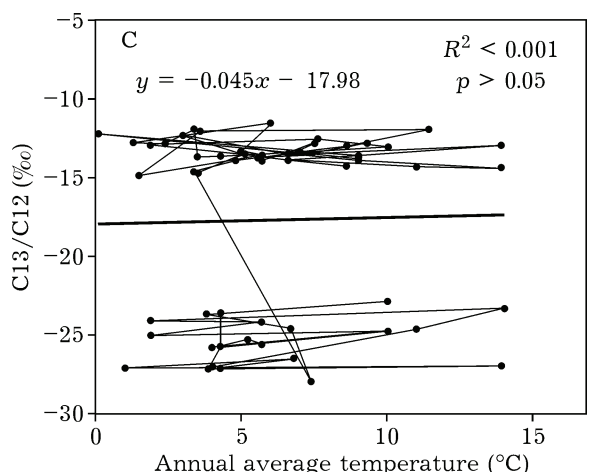 C
R² < 0.001
y = −0.045x − 17.98
p > 0.05
C13/C12 (‰)
−5
−10
−15
−20
−25
−30
0 5 10 15
Annual average temperature (°C)